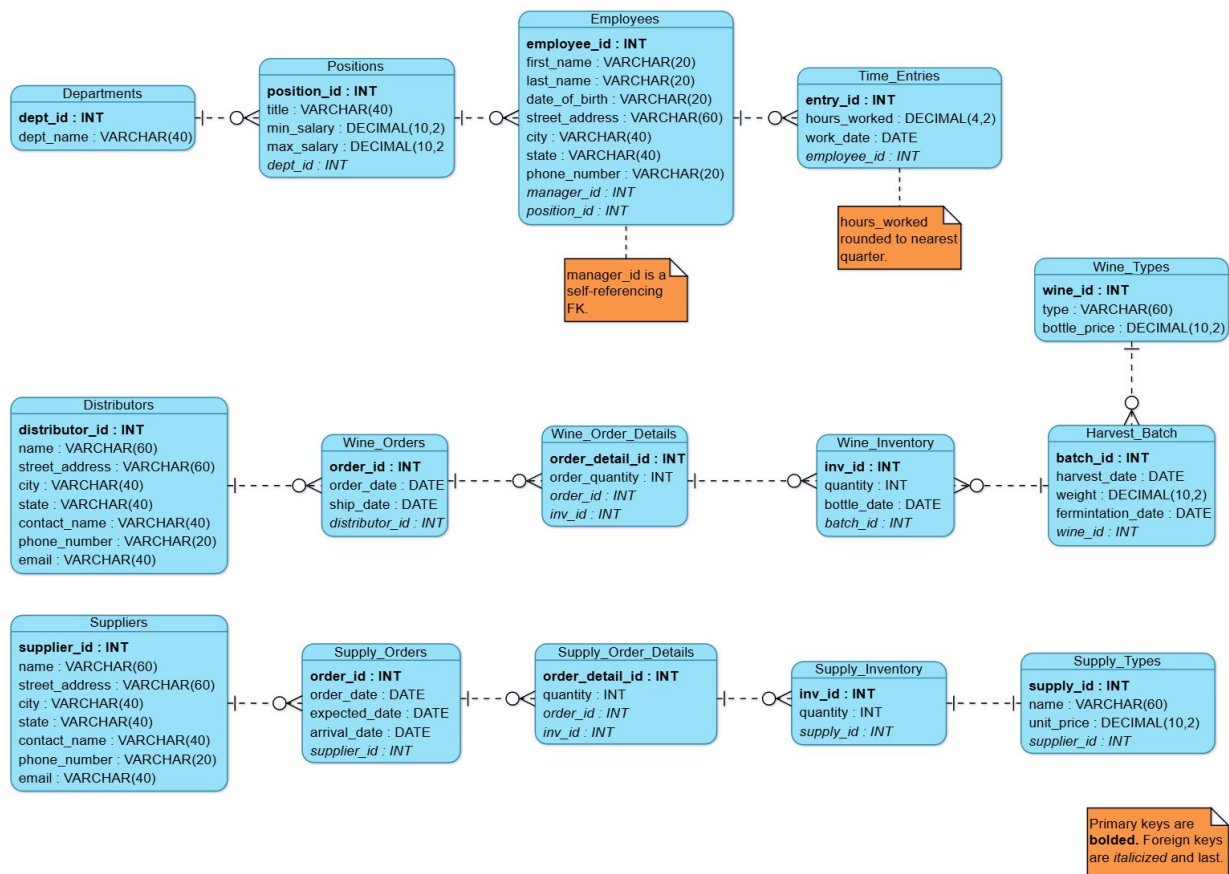 Departments
dept_id : INT
dept_name : VARCHAR(40)
Positions
position_id : INT
title : VARCHAR(40)
min_salary : DECIMAL(10,2)
max_salary : DECIMAL(10,2
dept_id : INT
Employees
employee_id : INT
first_name : VARCHAR(20)
last_name : VARCHAR(20)
date_of_birth : VARCHAR(20)
street_address : VARCHAR(60)
city : VARCHAR(40)
state : VARCHAR(40)
phone_number : VARCHAR(20)
manager_id : INT
position_id : INT
Time_Entries
entry_id : INT
hours_worked : DECIMAL(4,2)
work_date : DATE
employee_id : INT
manager_id is a
self-referencing
FK.
hours_worked
rounded to nearest
quarter.
Wine_Types
wine_id : INT
type : VARCHAR(60)
bottle_price : DECIMAL(10,2)
Distributors
distributor_id : INT
name : VARCHAR(60)
street_address : VARCHAR(60)
city : VARCHAR(40)
state : VARCHAR(40)
contact_name : VARCHAR(40)
phone_number : VARCHAR(20)
email : VARCHAR(40)
Wine_Orders
order_id : INT
order_date : DATE
ship_date : DATE
distributor_id : INT
Wine_Order_Details
order_detail_id : INT
order_quantity : INT
order_id : INT
inv_id : INT
Wine_Inventory
inv_id : INT
quantity : INT
bottle_date : DATE
batch_id : INT
Harvest_Batch
batch_id : INT
harvest_date : DATE
weight : DECIMAL(10,2)
fermintation_date : DATE
wine_id : INT
Suppliers
supplier_id : INT
name : VARCHAR(60)
street_address : VARCHAR(60)
city : VARCHAR(40)
state : VARCHAR(40)
contact_name : VARCHAR(40)
phone_number : VARCHAR(20)
email : VARCHAR(40)
Supply_Orders
order_id : INT
order_date : DATE
expected_date : DATE
arrival_date : DATE
supplier_id : INT
Supply_Order_Details
order_detail_id : INT
quantity : INT
order_id : INT
inv_id : INT
Supply_Inventory
inv_id : INT
quantity : INT
supply_id : INT
Supply_Types
supply_id : INT
name : VARCHAR(60)
unit_price : DECIMAL(10,2)
supplier_id : INT
Primary keys are
bolded. Foreign keys
are italicized and last.